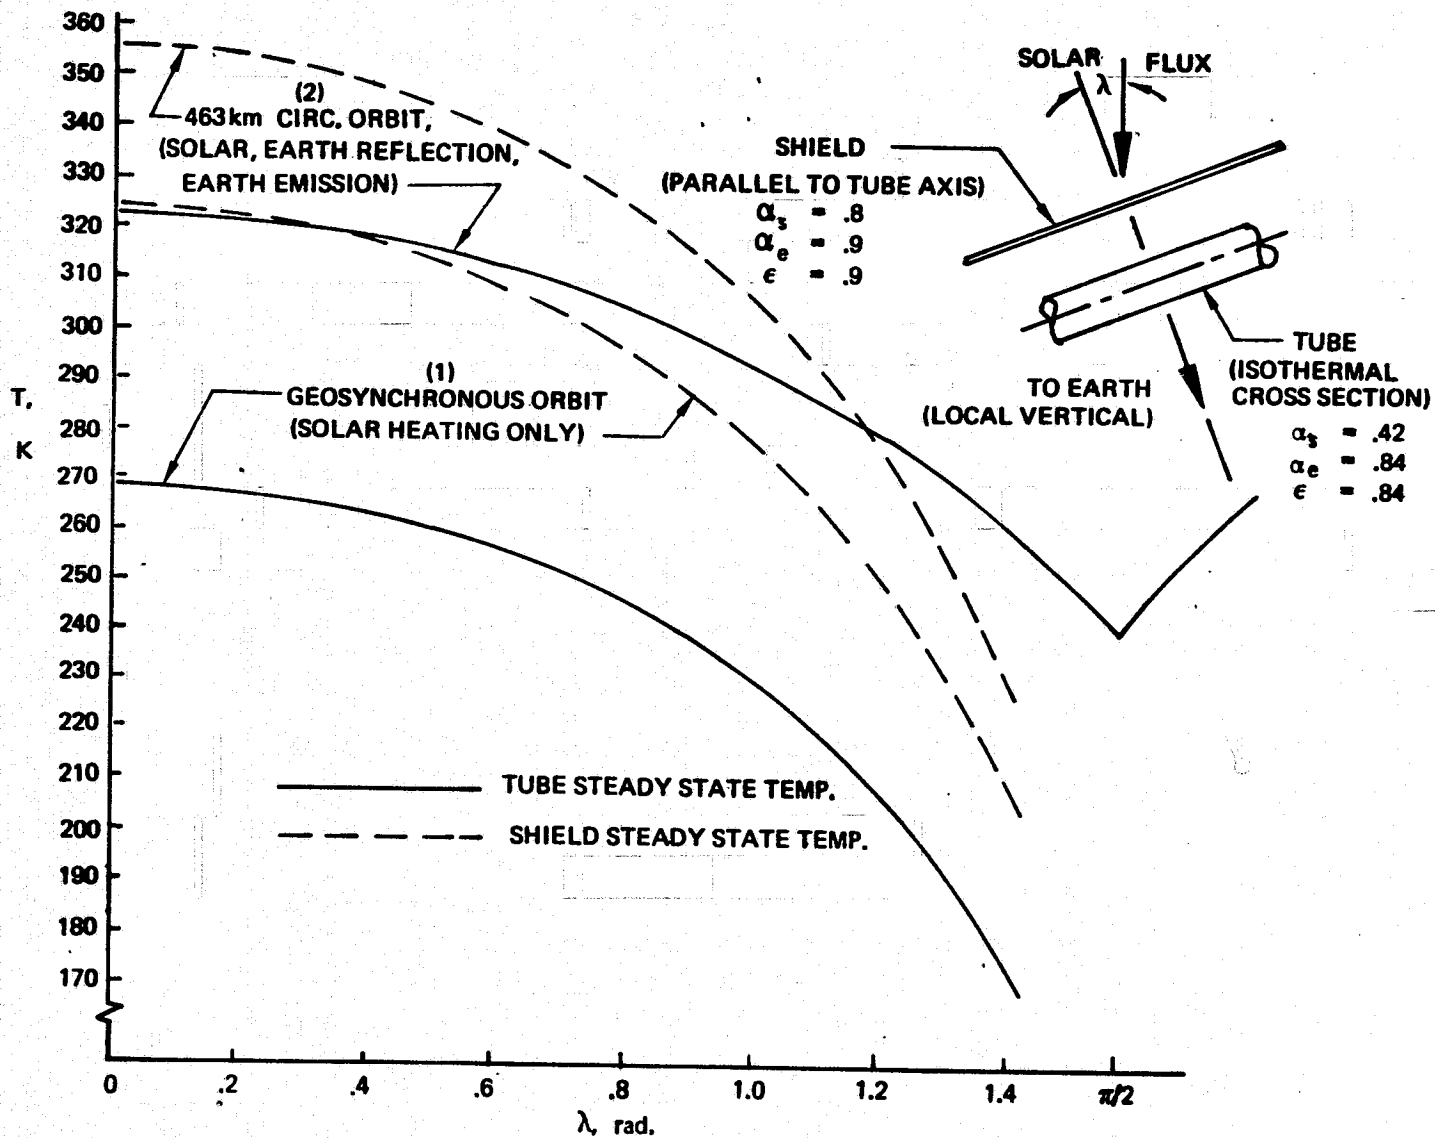 360
350
340
330
320
310
300
290
280
270
260
250
240
230
220
210
200
190
180
170
T,
K
(2)
463km CIRC. ORBIT,
(SOLAR, EARTH REFLECTION,
EARTH EMISSION)
(1)
GEOSYNCHRONOUS ORBIT
(SOLAR HEATING ONLY)
TUBE STEADY STATE TEMP.
SHIELD STEADY STATE TEMP.
SOLAR FLUX
λ
SHIELD
(PARALLEL TO TUBE AXIS)
αs = .8
αe = .9
ϵ = .9
TO EARTH
(LOCAL VERTICAL)
TUBE
(ISOTHERMAL
CROSS SECTION)
αs = .42
αe = .84
ϵ = .84
0 .2 .4 .6 .8 1.0 1.2 1.4 π/2
λ, rad.